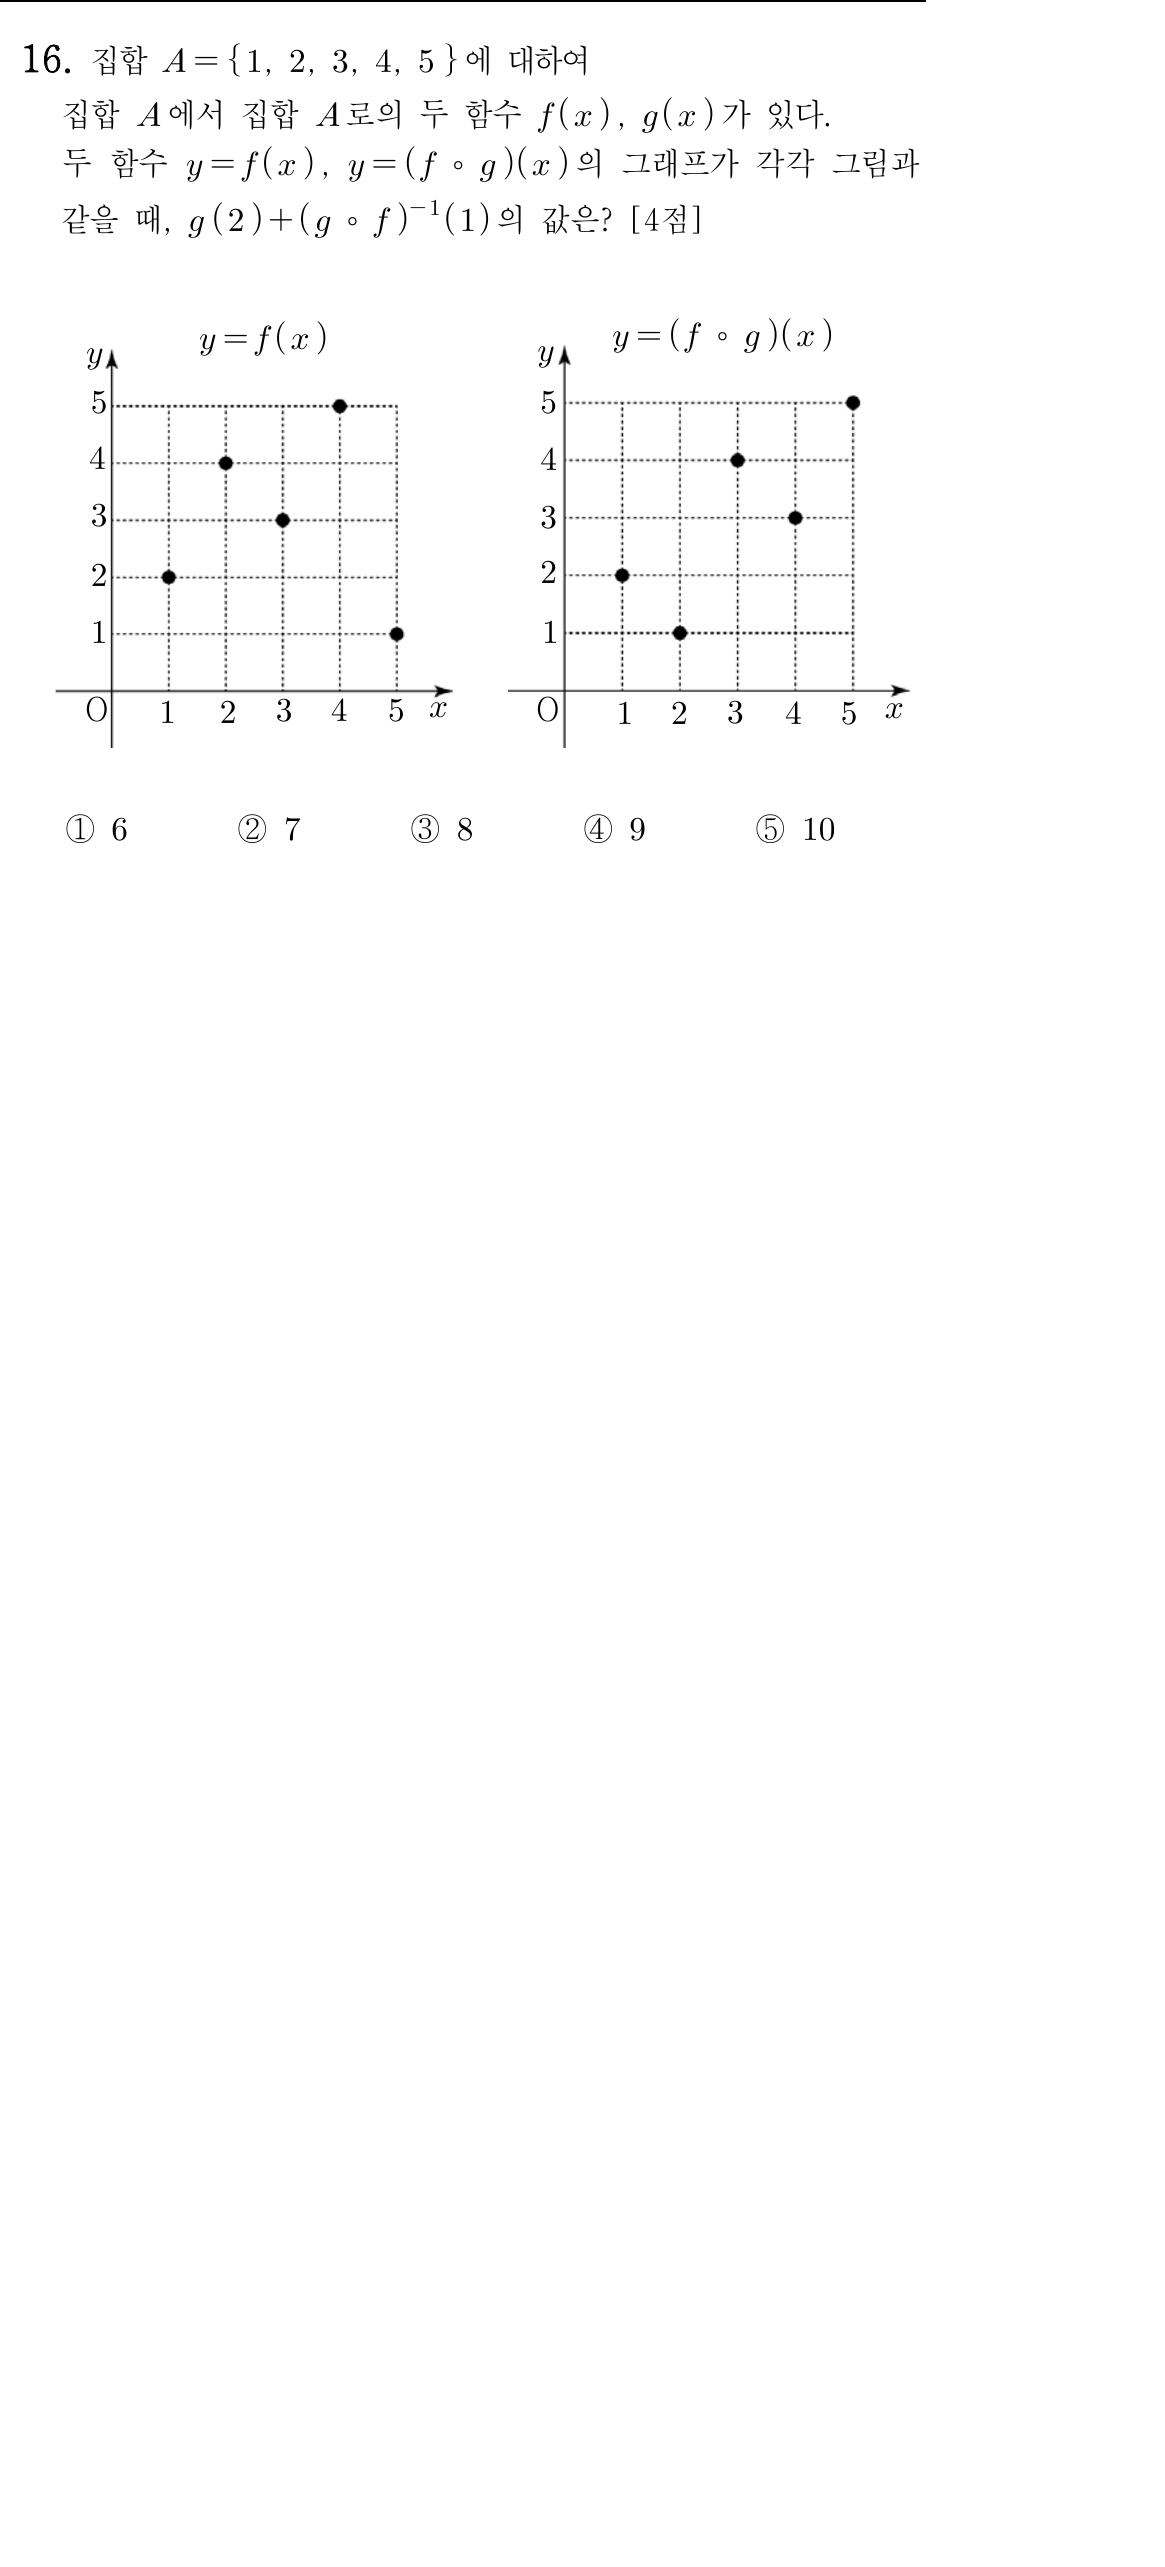 16. 집합 A={1, 2, 3, 4, 5}에 대하여
집합 A에서 집합 A로의 두 함수 f(x), g(x)가 있다.
두 함수 y=f(x), y=(f∘g)(x)의 그래프가 각각 그림과
같을 때, g(2)+(g∘f)⁻¹(1)의 값은? [4점]
y=f(x)
y
5
4
3
2
1
O 1 2 3 4 5 x
y=(f∘g)(x)
y
5
4
3
2
1
O 1 2 3 4 5 x
① 6 ② 7 ③ 8 ④ 9 ⑤ 10